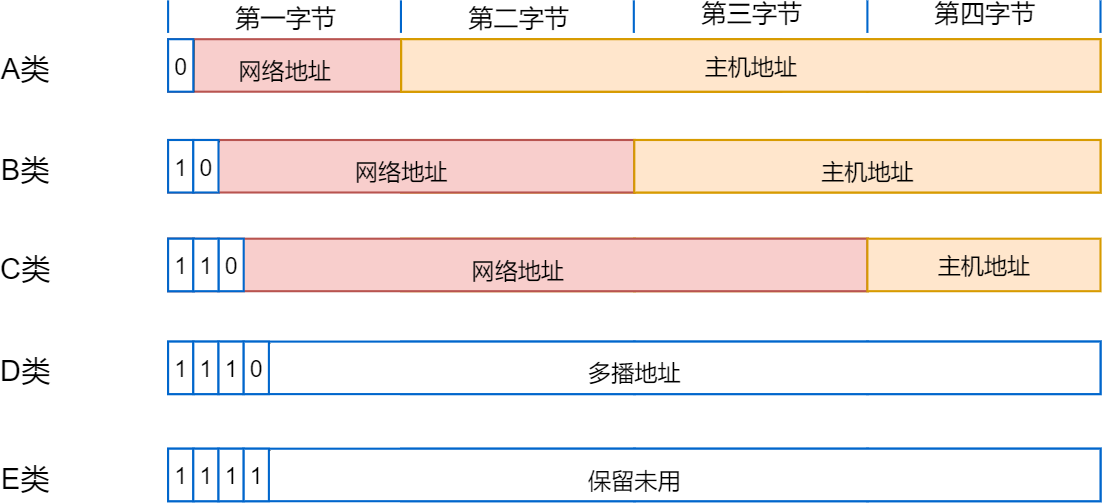 第一字节 第二字节 第三字节 第四字节
A类 0 网络地址 主机地址
B类 1 0 网络地址 主机地址
C类 1 1 0 网络地址 主机地址
D类 1 1 1 0 多播地址
E类 1 1 1 1 保留未用